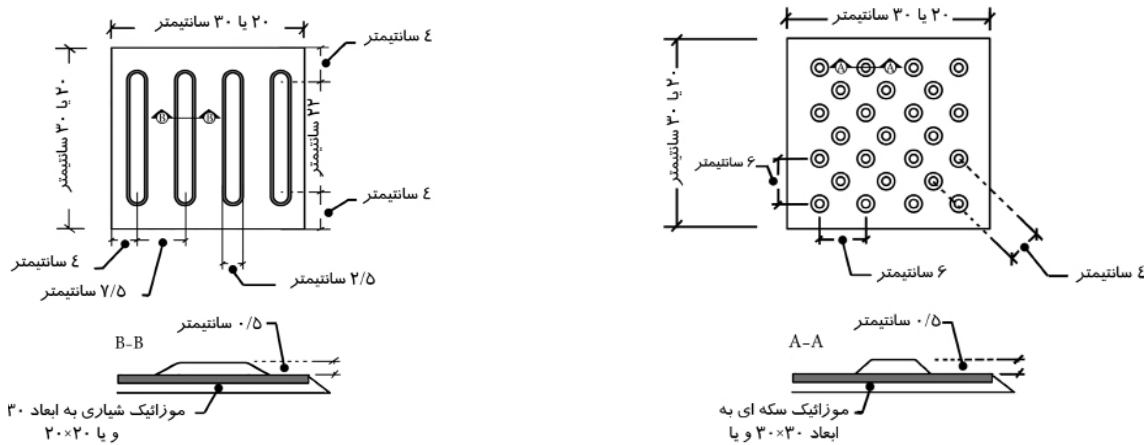 ۲۰ یا ۳۰ سانتیمتر
۴ سانتیمتر
۲۰ یا ۳۰ سانتیمتر
B
B
۲۲ سانتیمتر
۴ سانتیمتر
۴ سانتیمتر
۷/۵ سانتیمتر
۲/۵ سانتیمتر
B-B
۰/۵ سانتیمتر
موزائیک شیاری به ابعاد ۳۰
و یا ۲۰×۲۰
۲۰ یا ۳۰ سانتیمتر
۲۰ یا ۳۰ سانتیمتر
A
A
۶ سانتیمتر
۶ سانتیمتر
۴ سانتیمتر
A-A
۰/۵ سانتیمتر
موزائیک سکه ای به
ابعاد ۳۰×۳۰ و یا